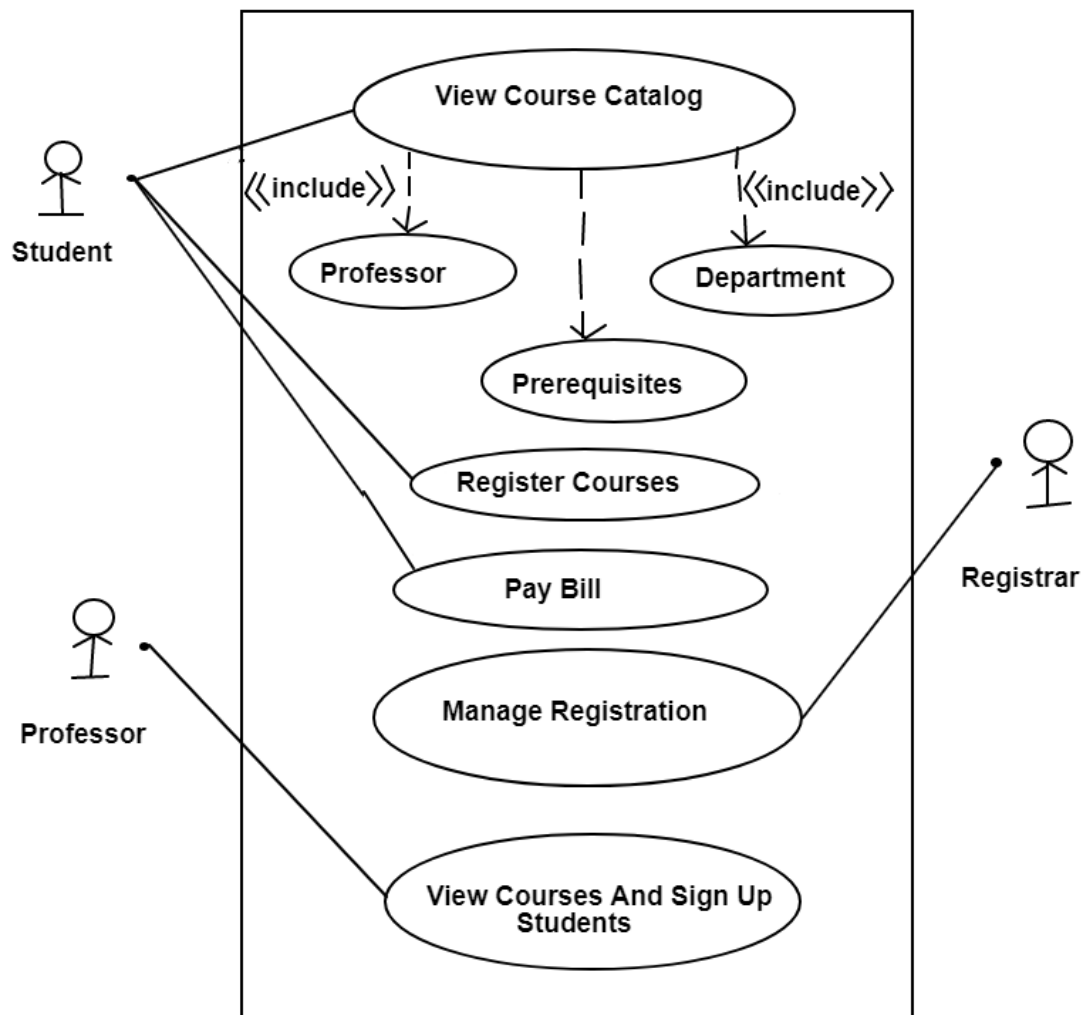 View Course Catalog
<<include>>
<<include>>
Student
Professor
Department
Prerequisites
Register Courses
Registrar
Pay Bill
Manage Registration
Professor
View Courses And Sign Up
Students